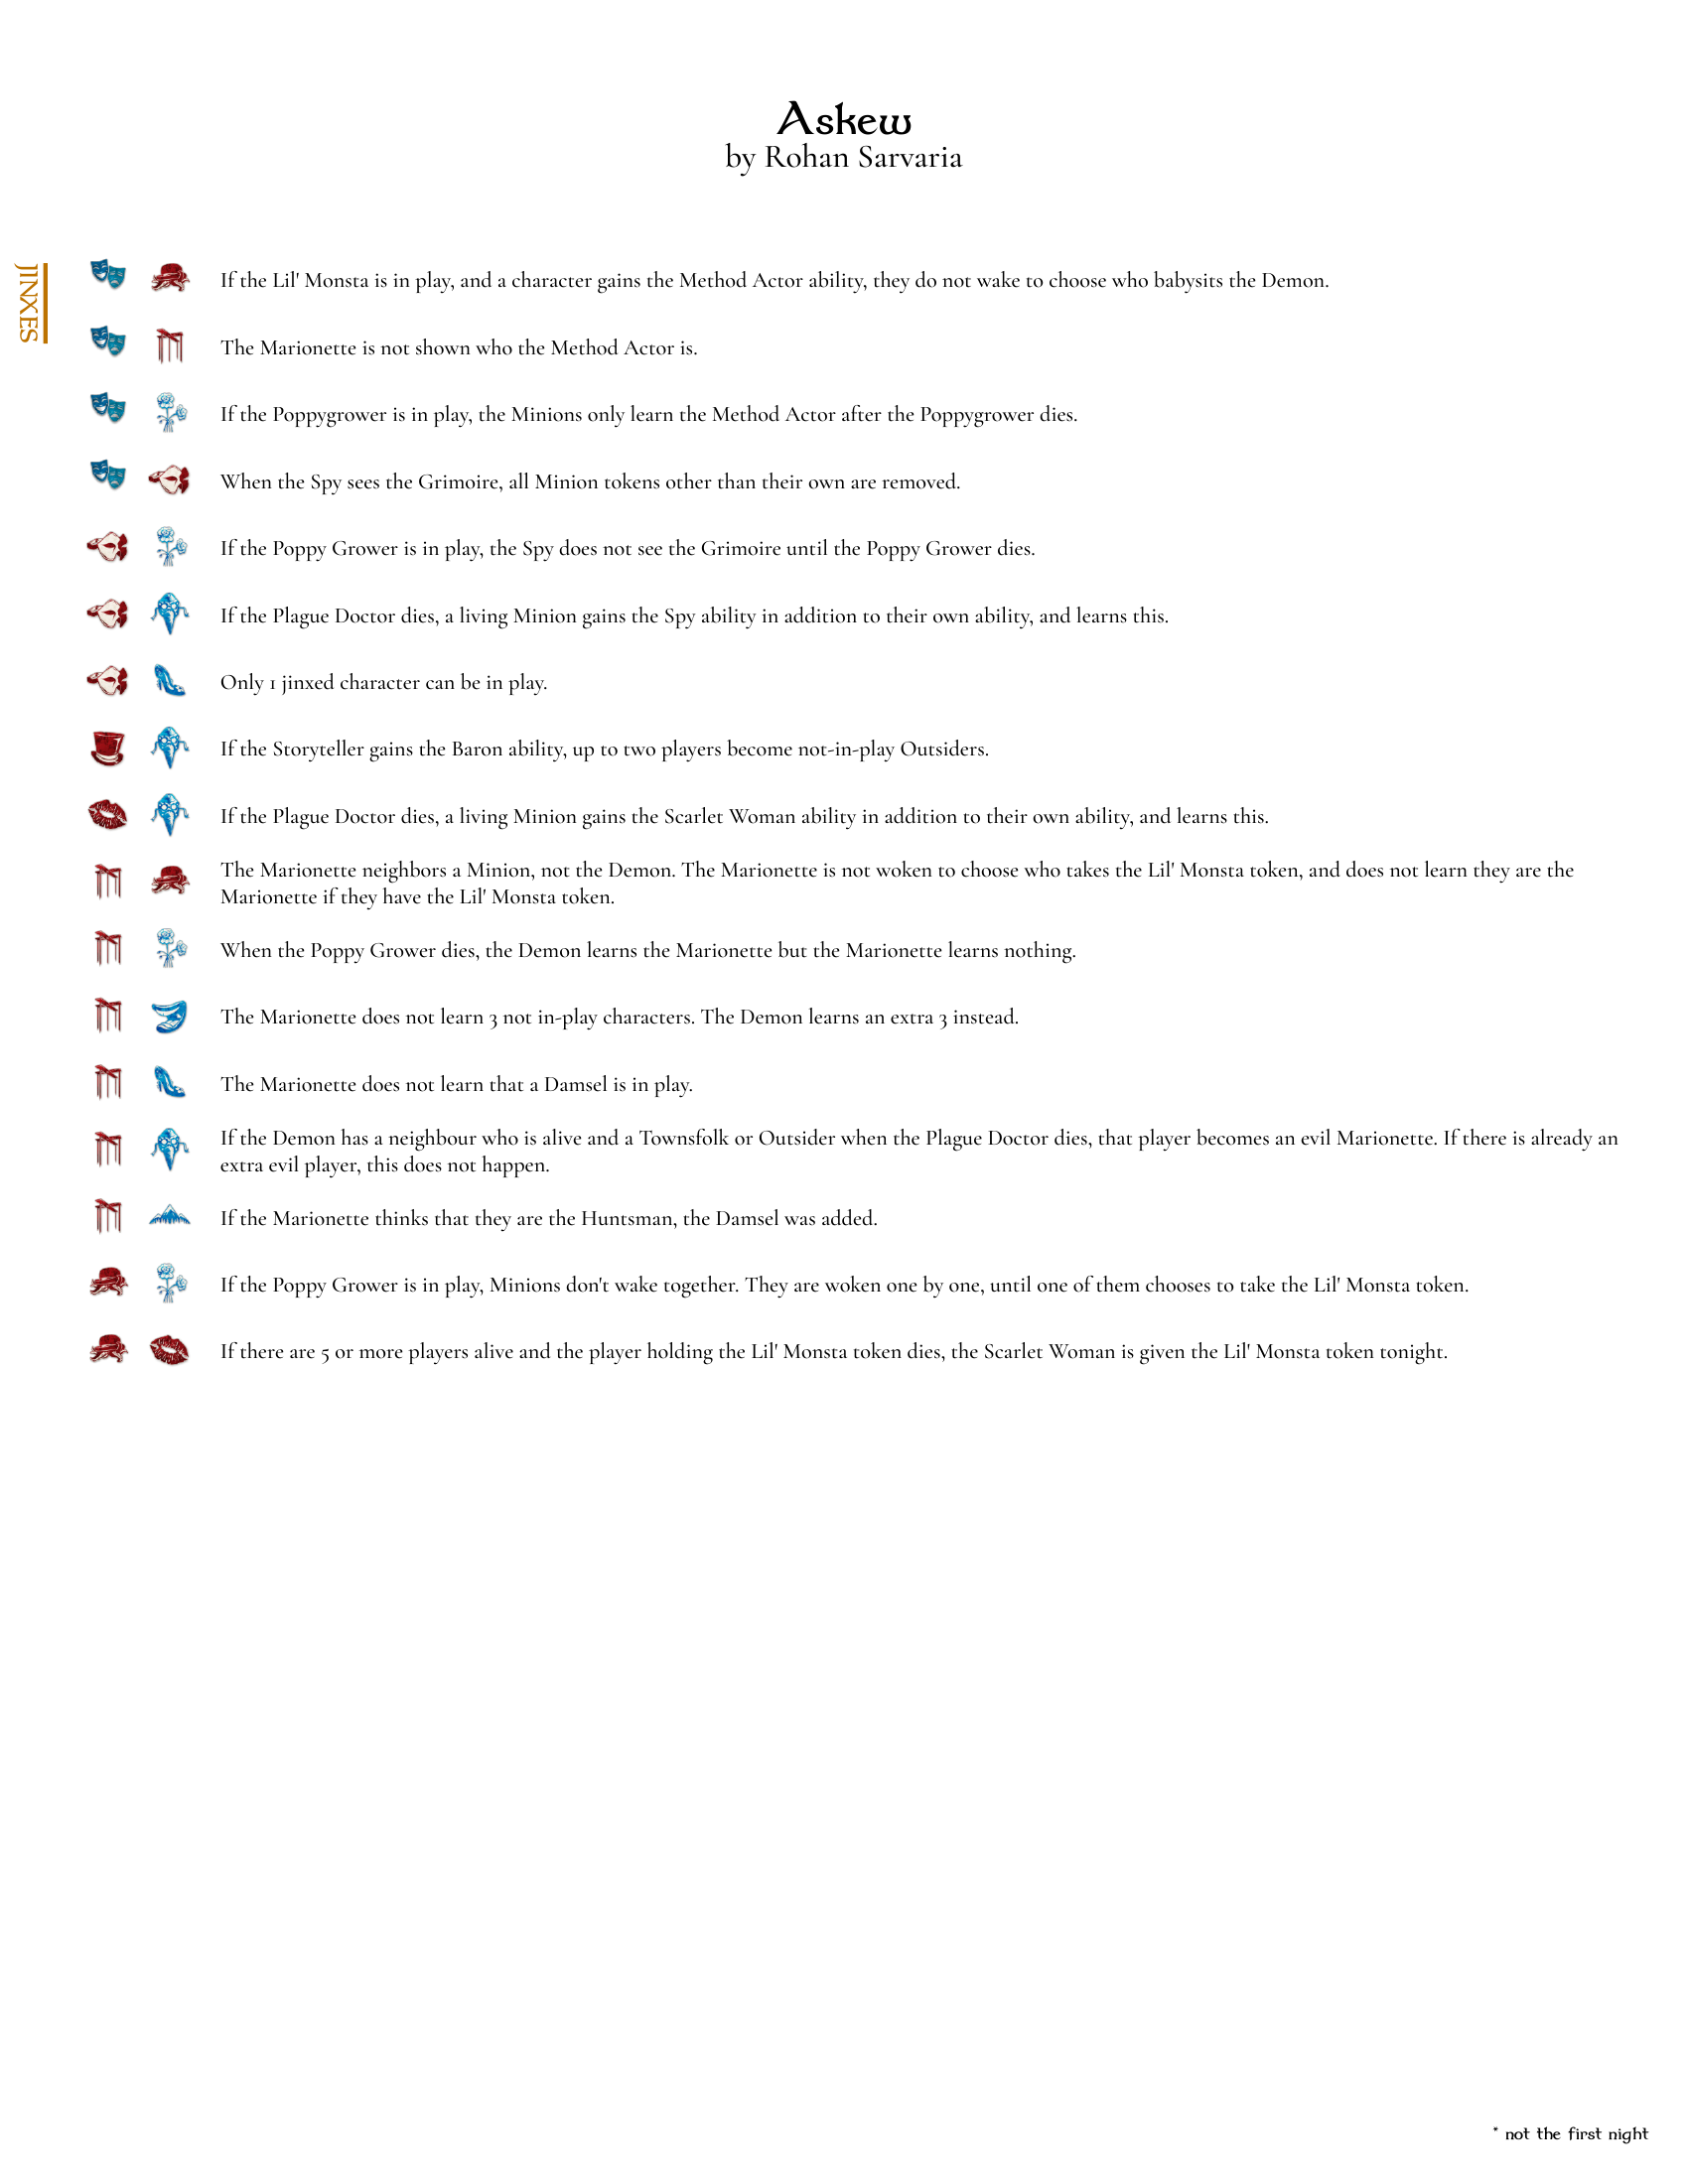 Askew
by Rohan Sarvaria
JINXES
If the Lil' Monsta is in play, and a character gains the Method Actor ability, they do not wake to choose who babysits the Demon.
The Marionette is not shown who the Method Actor is.
If the Poppygrower is in play, the Minions only learn the Method Actor after the Poppygrower dies.
When the Spy sees the Grimoire, all Minion tokens other than their own are removed.
If the Poppy Grower is in play, the Spy does not see the Grimoire until the Poppy Grower dies.
If the Plague Doctor dies, a living Minion gains the Spy ability in addition to their own ability, and learns this.
Only 1 jinxed character can be in play.
If the Storyteller gains the Baron ability, up to two players become not-in-play Outsiders.
If the Plague Doctor dies, a living Minion gains the Scarlet Woman ability in addition to their own ability, and learns this.
The Marionette neighbors a Minion, not the Demon. The Marionette is not woken to choose who takes the Lil' Monsta token, and does not learn they are the
Marionette if they have the Lil' Monsta token.
When the Poppy Grower dies, the Demon learns the Marionette but the Marionette learns nothing.
The Marionette does not learn 3 not in-play characters. The Demon learns an extra 3 instead.
The Marionette does not learn that a Damsel is in play.
If the Demon has a neighbour who is alive and a Townsfolk or Outsider when the Plague Doctor dies, that player becomes an evil Marionette. If there is already an
extra evil player, this does not happen.
If the Marionette thinks that they are the Huntsman, the Damsel was added.
If the Poppy Grower is in play, Minions don't wake together. They are woken one by one, until one of them chooses to take the Lil' Monsta token.
If there are 5 or more players alive and the player holding the Lil' Monsta token dies, the Scarlet Woman is given the Lil' Monsta token tonight.
* not the first night